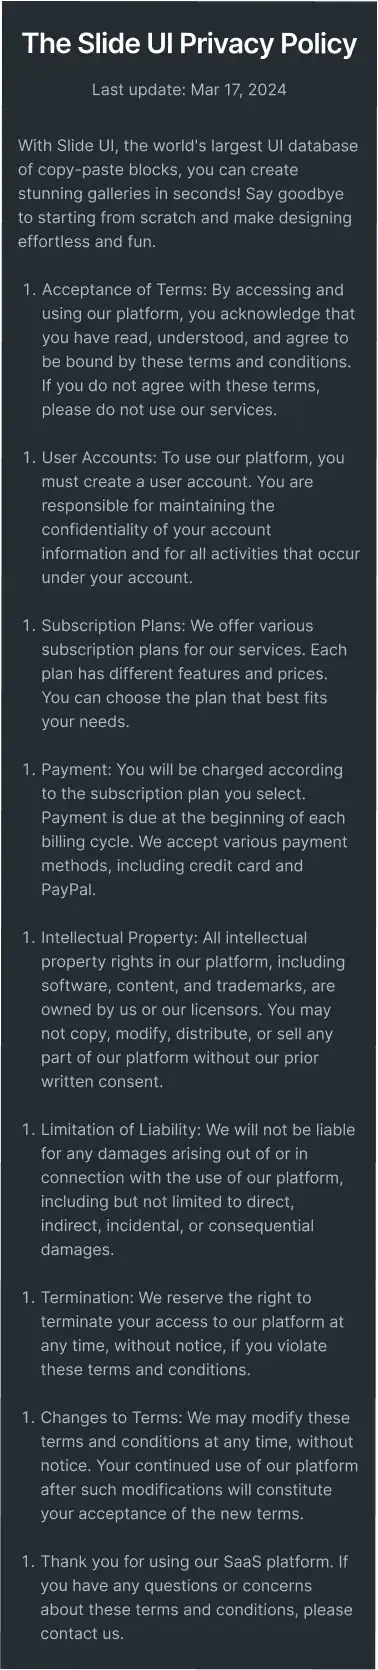 The Slide UI Privacy Policy
Last update: Mar 17, 2024
With Slide UI, the world's largest UI database
of copy-paste blocks, you can create
stunning galleries in seconds! Say goodbye
to starting from scratch and make designing
effortless and fun.
1. Acceptance of Terms: By accessing and
using our platform, you acknowledge that
you have read, understood, and agree to
be bound by these terms and conditions.
If you do not agree with these terms,
please do not use our services.
1. User Accounts: To use our platform, you
must create a user account. You are
responsible for maintaining the
confidentiality of your account
information and for all activities that occur
under your account.
1. Subscription Plans: We offer various
subscription plans for our services. Each
plan has different features and prices.
You can choose the plan that best fits
your needs.
1. Payment: You will be charged according
to the subscription plan you select.
Payment is due at the beginning of each
billing cycle. We accept various payment
methods, including credit card and
PayPal.
1. Intellectual Property: All intellectual
property rights in our platform, including
software, content, and trademarks, are
owned by us or our licensors. You may
not copy, modify, distribute, or sell any
part of our platform without our prior
written consent.
1. Limitation of Liability: We will not be liable
for any damages arising out of or in
connection with the use of our platform,
including but not limited to direct,
indirect, incidental, or consequential
damages.
1. Termination: We reserve the right to
terminate your access to our platform at
any time, without notice, if you violate
these terms and conditions.
1. Changes to Terms: We may modify these
terms and conditions at any time, without
notice. Your continued use of our platform
after such modifications will constitute
your acceptance of the new terms.
1. Thank you for using our SaaS platform. If
you have any questions or concerns
about these terms and conditions, please
contact us.